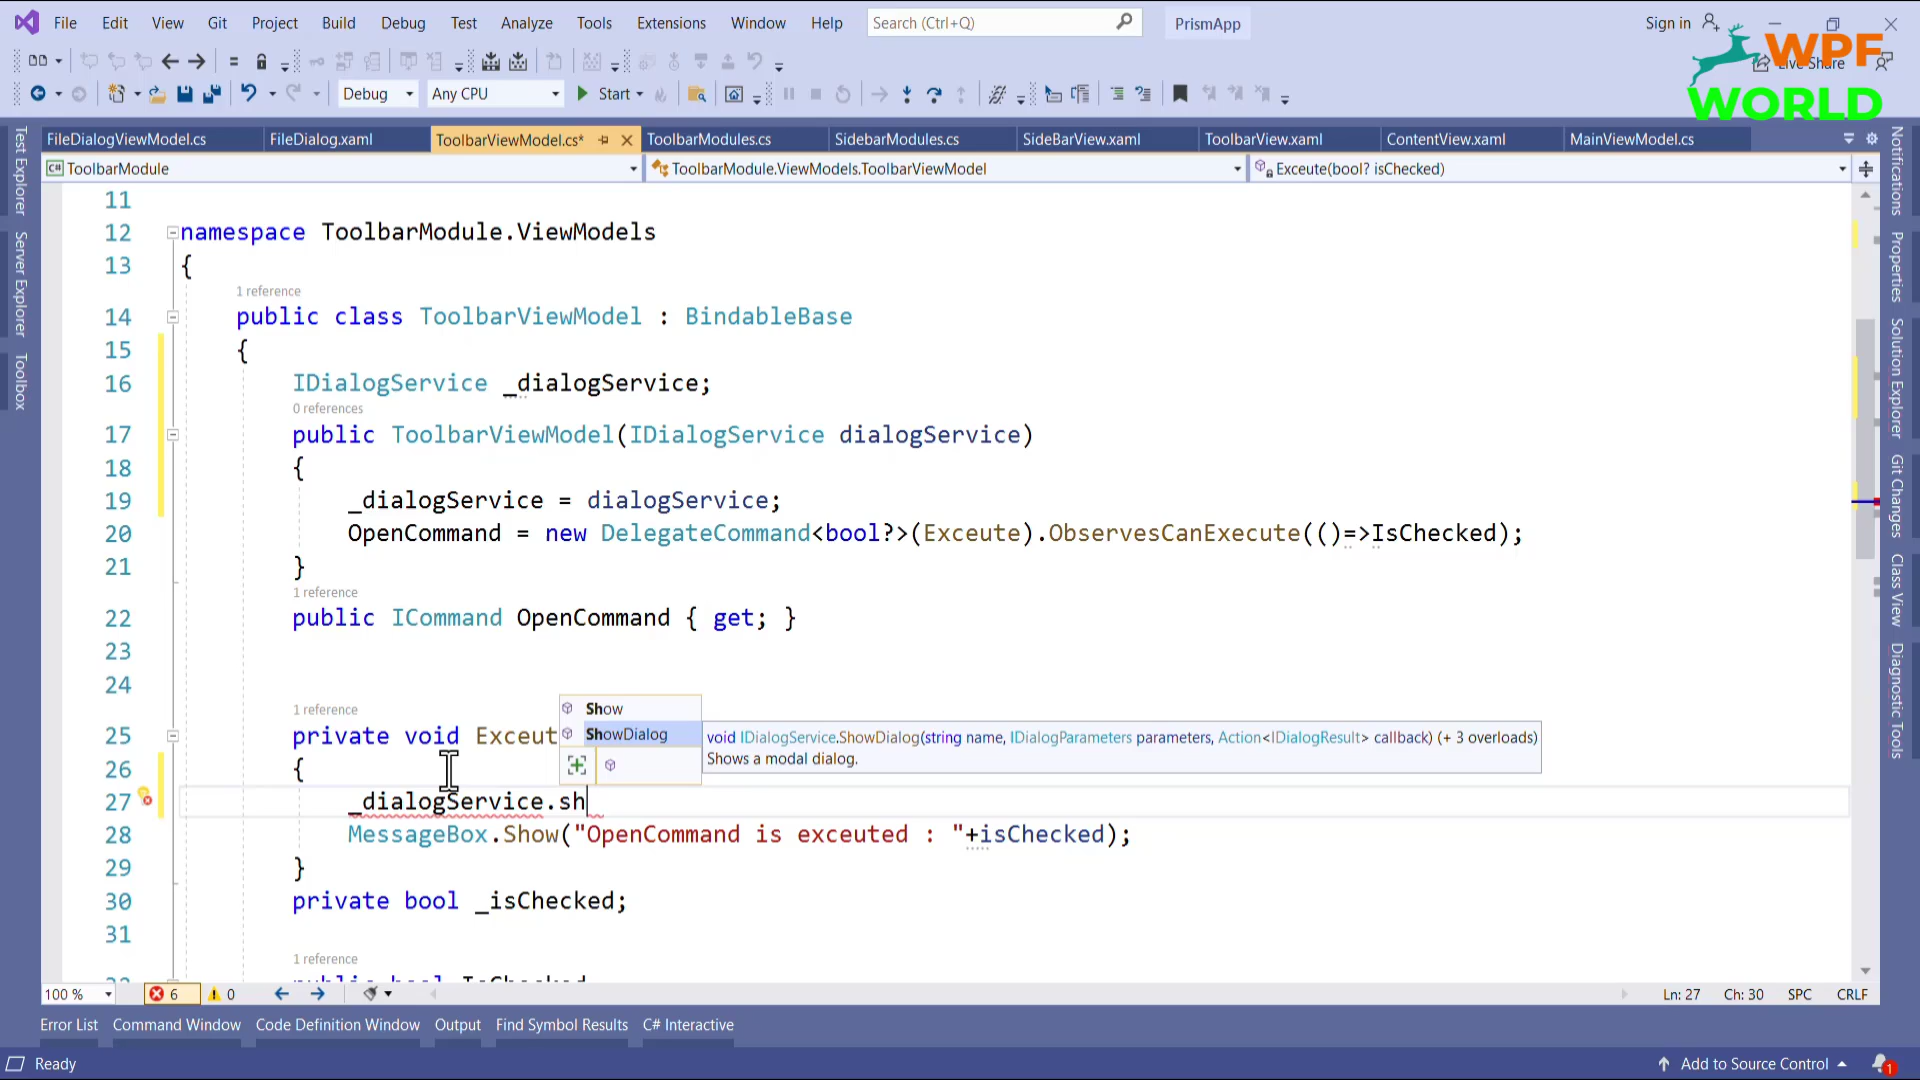 File Edit View Git Project Build Debug Test Analyze Tools Extensions Window Help Search (Ctrl+Q) PrismApp Sign in
WPF
Live Share
WORLD
Debug Any CPU Start
FileDialogViewModel.cs FileDialog.xaml ToolbarViewModel.cs* ToolbarModules.cs SidebarModules.cs SideBarView.xaml ToolbarView.xaml ContentView.xaml MainViewModel.cs
C# ToolbarModule ToolbarModule.ViewModels.ToolbarViewModel Exceute(bool? isChecked)
Test Explorer
Server Explorer
Toolbox
11
12 namespace ToolbarModule.ViewModels
13 {
1 reference
14 public class ToolbarViewModel : BindableBase
15 {
16 IDialogService _dialogService;
0 references
17 public ToolbarViewModel(IDialogService dialogService)
18 {
19 _dialogService = dialogService;
20 OpenCommand = new DelegateCommand<bool?>(Exceute).ObservesCanExecute(()=>IsChecked);
21 }
1 reference
22 public ICommand OpenCommand { get; }
23
24
1 reference
25 private void Exceut
Show
ShowDialog
void IDialogService.ShowDialog(string name, IDialogParameters parameters, Action<IDialogResult> callback) (+ 3 overloads)
Shows a modal dialog.
26 {
27 _dialogService.sh
28 MessageBox.Show("OpenCommand is exceuted : "+isChecked);
29 }
30 private bool _isChecked;
31
1 reference
public bool IsChecked
Notifications
Properties
Solution Explorer
Git Changes
Class View
Diagnostic Tools
100 % 6 0 Ln: 27 Ch: 30 SPC CRLF
Error List Command Window Code Definition Window Output Find Symbol Results C# Interactive
Ready Add to Source Control 1